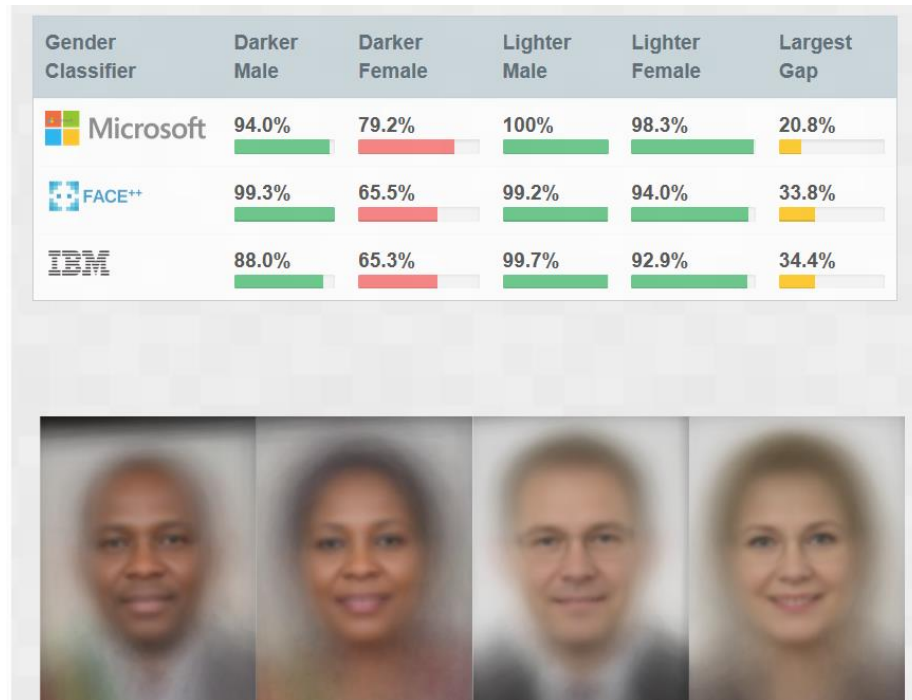 Gender Classifier Darker Male Darker Female Lighter Male Lighter Female Largest Gap
Microsoft 94.0% 79.2% 100% 98.3% 20.8%
FACE++ 99.3% 65.5% 99.2% 94.0% 33.8%
IBM 88.0% 65.3% 99.7% 92.9% 34.4%